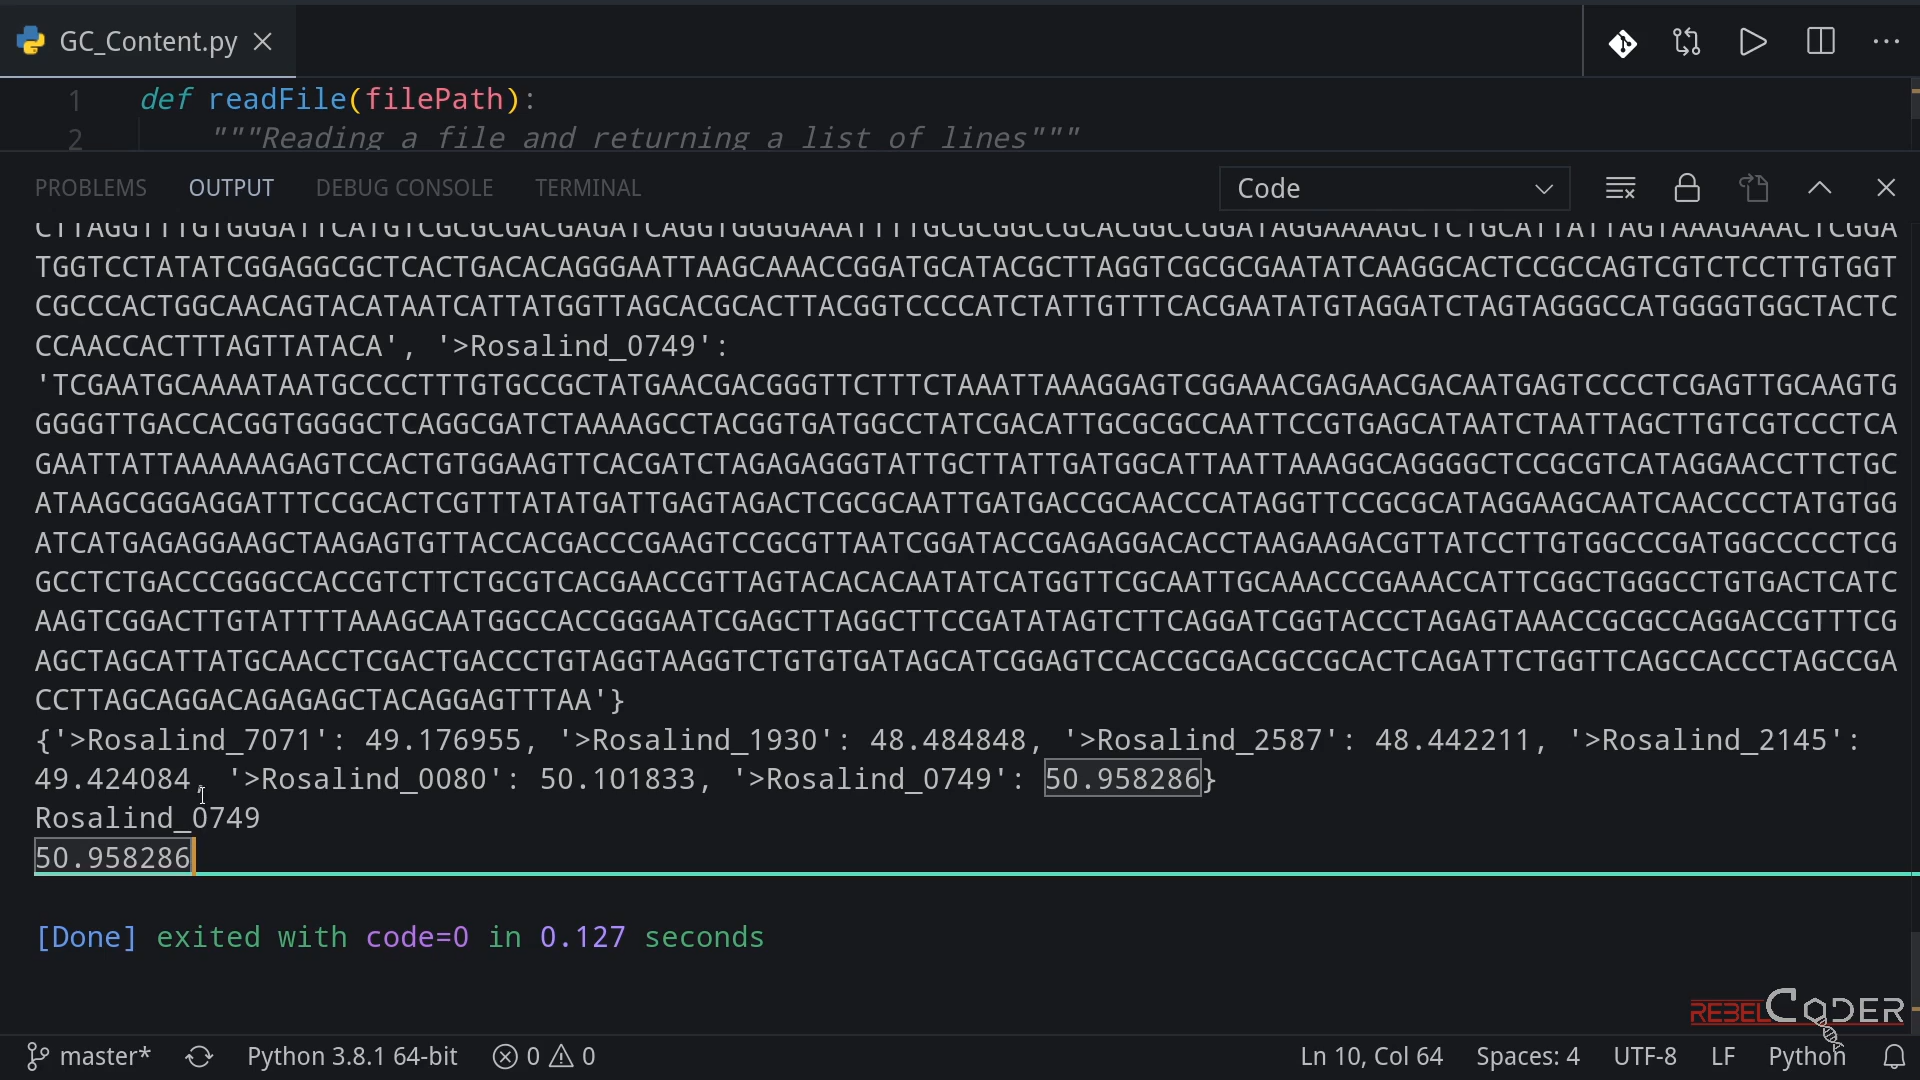 GC_Content.py
1 def readFile(filePath):
2 """Reading a file and returning a list of lines"""
PROBLEMS OUTPUT DEBUG CONSOLE TERMINAL Code
CTTAGGTTTGTGGGATTCATGTCGCGCGACGAGATCAGGTGGGGAAATTTTGCGCGGCCGCACGGCCGGATAGGAAAAGCTCTGCATTATTAGTAAAGAAACTCGGA
TGGTCCTATATCGGAGGCGCTCACTGACACAGGGAATTAAGCAAACCGGATGCATACGCTTAGGTCGCGCGAATATCAAGGCACTCCGCCAGTCGTCTCCTTGTGGT
CGCCCACTGGCAACAGTACATAATCATTATGGTTAGCACGCACTTACGGTCCCCATCTATTGTTTCACGAATATGTAGGATCTAGTAGGGCCATGGGGTGGCTACTC
CCAACCACTTTAGTTATACA', '>Rosalind_0749':
'TCGAATGCAAAATAATGCCCCTTTGTGCCGCTATGAACGACGGGTTCTTTCTAAATTAAAGGAGTCGGAAACGAGAACGACAATGAGTCCCCTCGAGTTGCAAGTG
GGGGTTGACCACGGTGGGGCTCAGGCGATCTAAAAGCCTACGGTGATGGCCTATCGACATTGCGCGCCAATTCCGTGAGCATAATCTAATTAGCTTGTCGTCCCTCA
GAATTATTAAAAAAGAGTCCACTGTGGAAGTTCACGATCTAGAGAGGGTATTGCTTATTGATGGCATTAATTAAAGGCAGGGGCTCCGCGTCATAGGAACCTTCTGC
ATAAGCGGGAGGATTTCCGCACTCGTTTATATGATTGAGTAGACTCGCGCAATTGATGACCGCAACCCATAGGTTCCGCGCATAGGAAGCAATCAACCCCTATGTGG
ATCATGAGAGGAAGCTAAGAGTGTTACCACGACCCGAAGTCCGCGTTAATCGGATACCGAGAGGACACCTAAGAAGACGTTATCCTTGTGGCCCGATGGCCCCCTCG
GCCTCTGACCCGGGCCACCGTCTTCTGCGTCACGAACCGTTAGTACACACAATATCATGGTTCGCAATTGCAAACCCGAAACCATTCGGCTGGGCCTGTGACTCATC
AAGTCGGACTTGTATTTTAAAGCAATGGCCACCGGGAATCGAGCTTAGGCTTCCGATATAGTCTTCAGGATCGGTACCCTAGAGTAAACCGCGCCAGGACCGTTTCG
AGCTAGCATTATGCAACCTCGACTGACCCTGTAGGTAAGGTCTGTGTGATAGCATCGGAGTCCACCGCGACGCCGCACTCAGATTCTGGTTCAGCCACCCTAGCCGA
CCTTAGCAGGACAGAGAGCTACAGGAGTTTAA'}
{'>Rosalind_7071': 49.176955, '>Rosalind_1930': 48.484848, '>Rosalind_2587': 48.442211, '>Rosalind_2145':
49.424084, '>Rosalind_0080': 50.101833, '>Rosalind_0749': 50.958286}
Rosalind_0749
50.958286
[Done] exited with code=0 in 0.127 seconds
REBELCODER
master* Python 3.8.1 64-bit 0 0 Ln 10, Col 64 Spaces: 4 UTF-8 LF Python